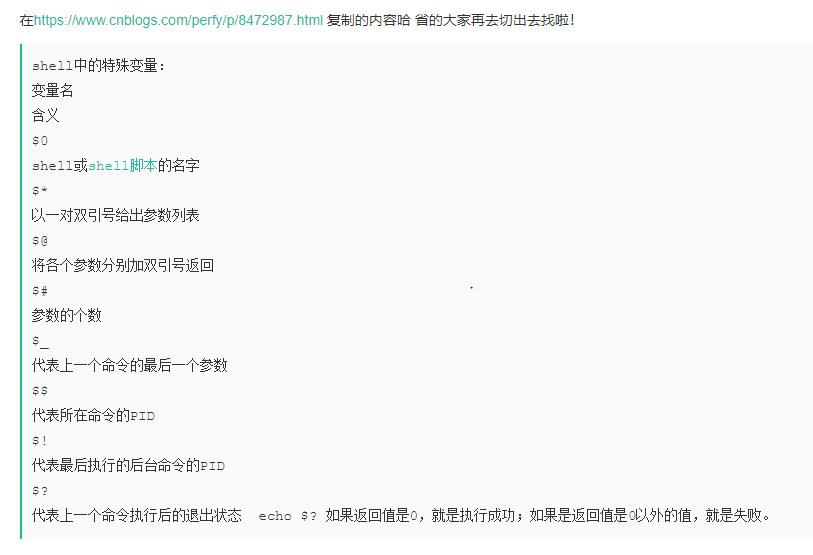 在https://www.cnblogs.com/perfy/p/8472987.html 复制的内容哈 省的大家再去切出去找啦!
shell中的特殊变量:
变量名
含义
$0
shell或shell脚本的名字
$*
以一对双引号给出参数列表
$@
将各个参数分别加双引号返回
$#
参数的个数
$_
代表上一个命令的最后一个参数
$$
代表所在命令的PID
$!
代表最后执行的后台命令的PID
$?
代表上一个命令执行后的退出状态  echo $? 如果返回值是0，就是执行成功；如果是返回值是0以外的值，就是失败。